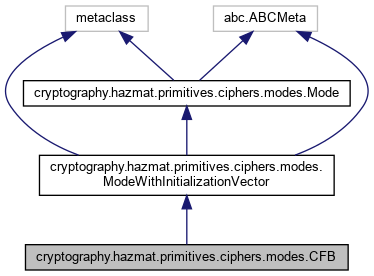 metaclass
abc.ABCMeta
cryptography.hazmat.primitives.ciphers.modes.Mode
cryptography.hazmat.primitives.ciphers.modes.
ModeWithInitializationVector
cryptography.hazmat.primitives.ciphers.modes.CFB